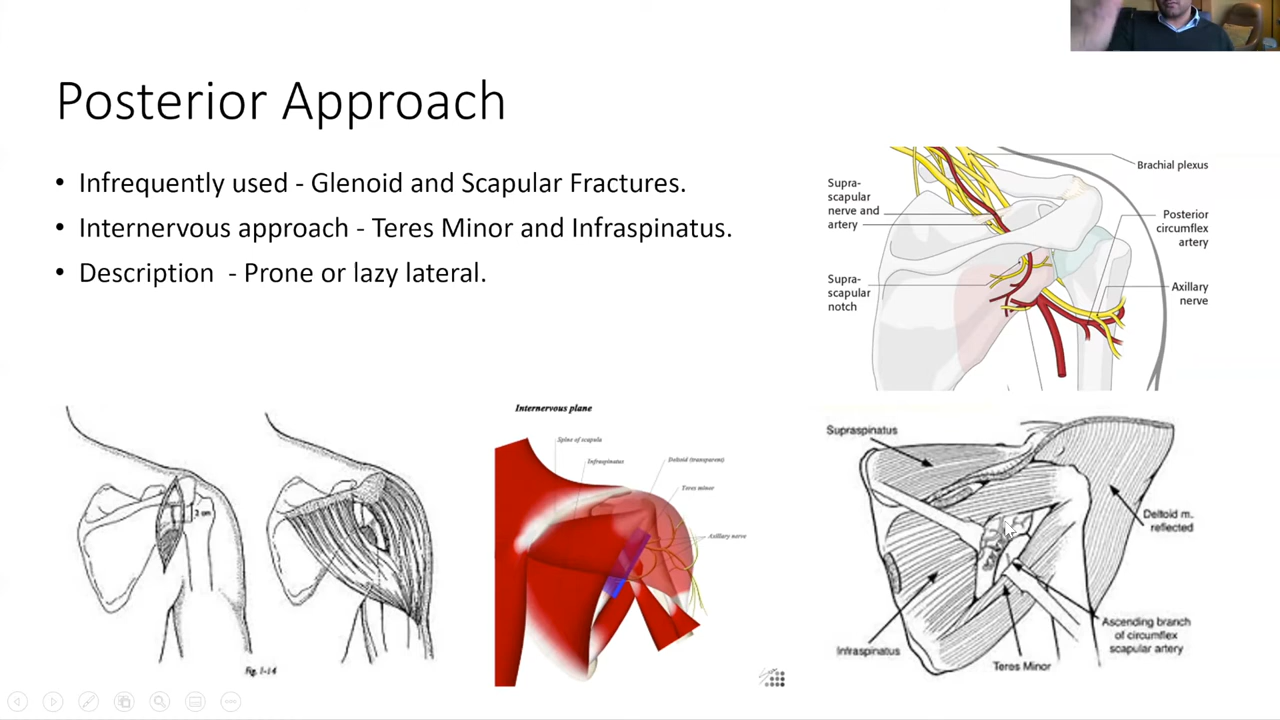 Posterior Approach
• Infrequently used - Glenoid and Scapular Fractures.
• Internervous approach - Teres Minor and Infraspinatus.
• Description - Prone or lazy lateral.
Brachial plexus
Supra-
scapular
nerve and
artery
Posterior
circumflex
artery
Supra-
scapular
notch
Axillary
nerve
2 cm
Fig. 1-14
Internervous plane
Spine of scapula
Infraspinatus
Deltoid (transparent)
Teres minor
Axillary nerve
Supraspinatus
Deltoid m.
reflected
Ascending branch
of circumflex
scapular artery
Infraspinatus
Teres Minor